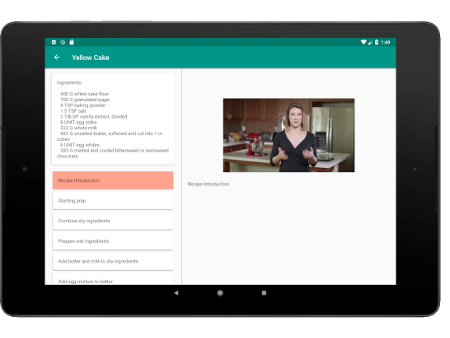 1:49
Yellow Cake
Ingredients:
400 G sifted cake flour
700 G granulated sugar
4 TSP baking powder
1.5 TSP salt
2 TBLSP vanilla extract, divided
8 UNIT egg yolks
320 G whole milk
961 G unsalted butter, softened and cut into 1 in.
cubes
6 UNIT egg whites
283 G melted and cooled bittersweet or semisweet
chocolate
Recipe Introduction
Recipe Introduction
Starting prep
Combine dry ingredients.
Prepare wet ingredients.
Add butter and milk to dry ingredients.
Add egg mixture to batter.